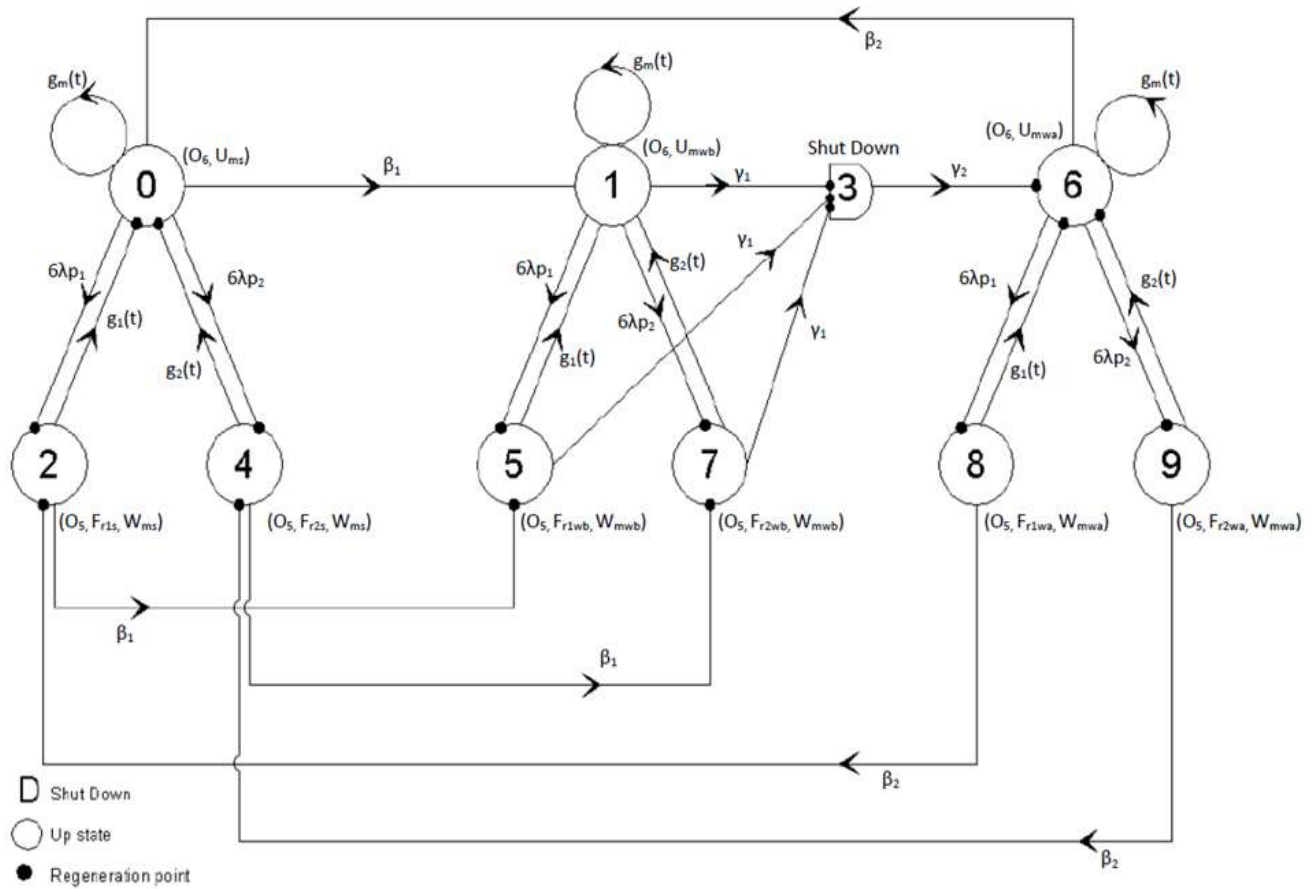 β₂
gₘ(t)
gₘ(t)
gₘ(t)
(O₆, Uₘₛ)
(O₆, Uₘwb)
Shut Down
(O₆, Uₘwₐ)
0
β₁
1
γ₁
3
γ₂
6
6λp₁
g₁(t)
6λp₂
g₂(t)
6λp₁
g₁(t)
6λp₂
g₂(t)
γ₁
γ₁
6λp₁
g₁(t)
6λp₂
g₂(t)
2
4
5
7
8
9
(O₅, Fr1s, Wms)
(O₅, Fr2s, Wms)
(O₅, Fr1wb, Wmwb)
(O₅, Fr2wb, Wmwb)
(O₅, Fr1wa, Wmwa)
(O₅, Fr2wa, Wmwa)
β₁
β₁
β₂
β₂
D Shut Down
Up state
Regeneration point